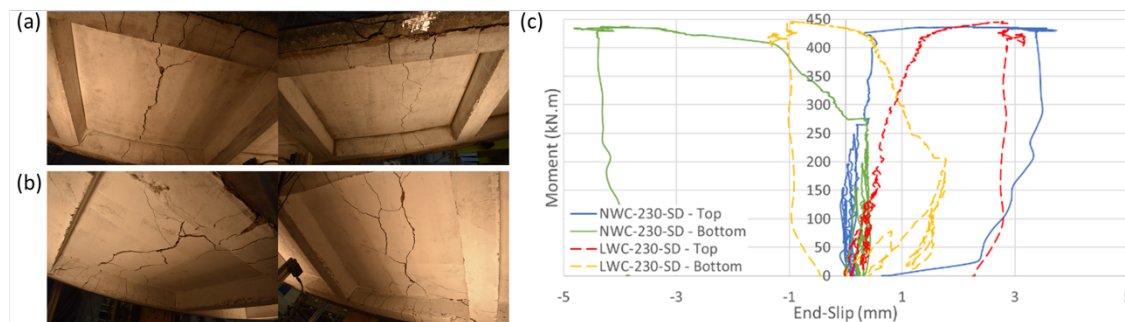 (a)
(b)
(c)
Moment (kN.m)
450
400
350
300
250
200
150
100
50
0
NWC-230-SD - Top
NWC-230-SD - Bottom
LWC-230-SD - Top
LWC-230-SD - Bottom
-5
-3
-1
1
3
5
End-Slip (mm)